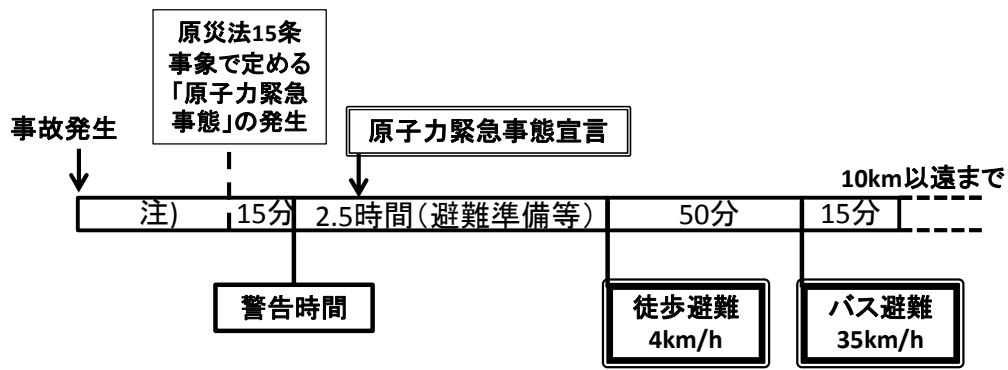 原災法15条
事象で定める
「原子力緊急
事態」の発生
事故発生
原子力緊急事態宣言
10km以遠まで
注)
15分
2.5時間(避難準備等)
50分
15分
警告時間
徒歩避難
4km/h
バス避難
35km/h